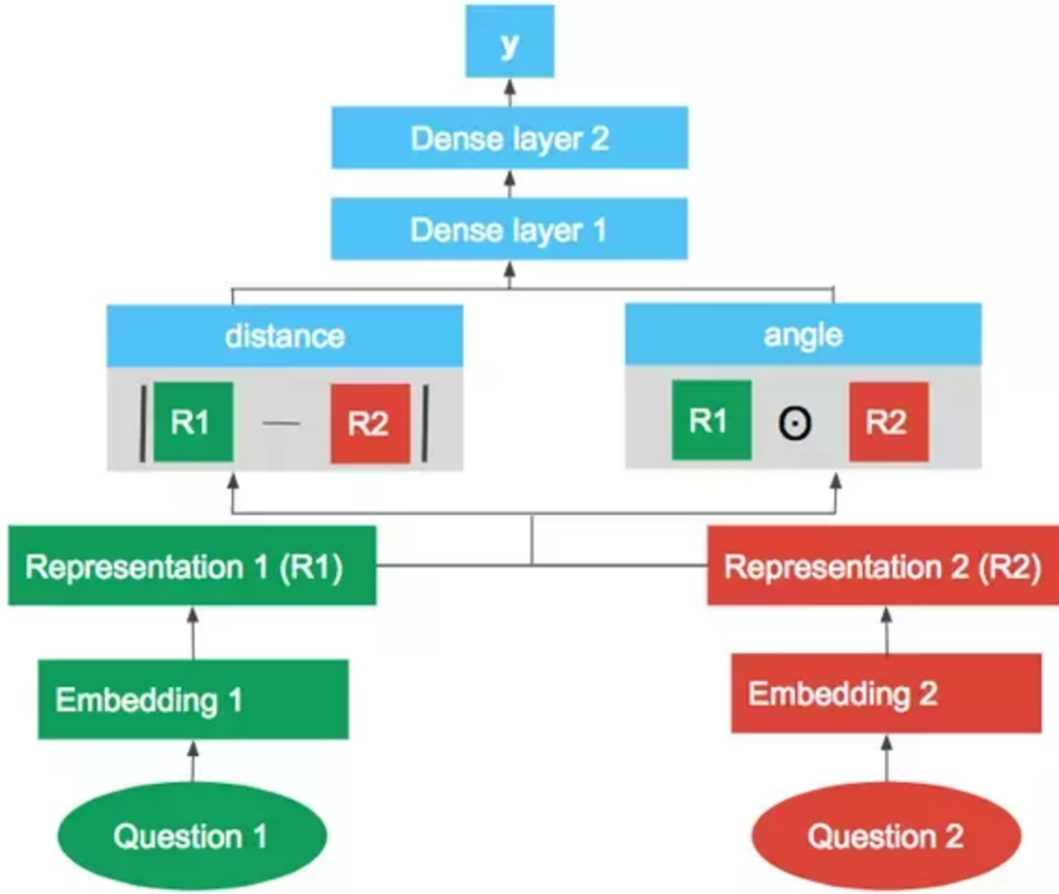 y
Dense layer 2
Dense layer 1
distance
angle
| R1 — R2 |
R1 ⊙ R2
Representation 1 (R1)
Representation 2 (R2)
Embedding 1
Embedding 2
Question 1
Question 2